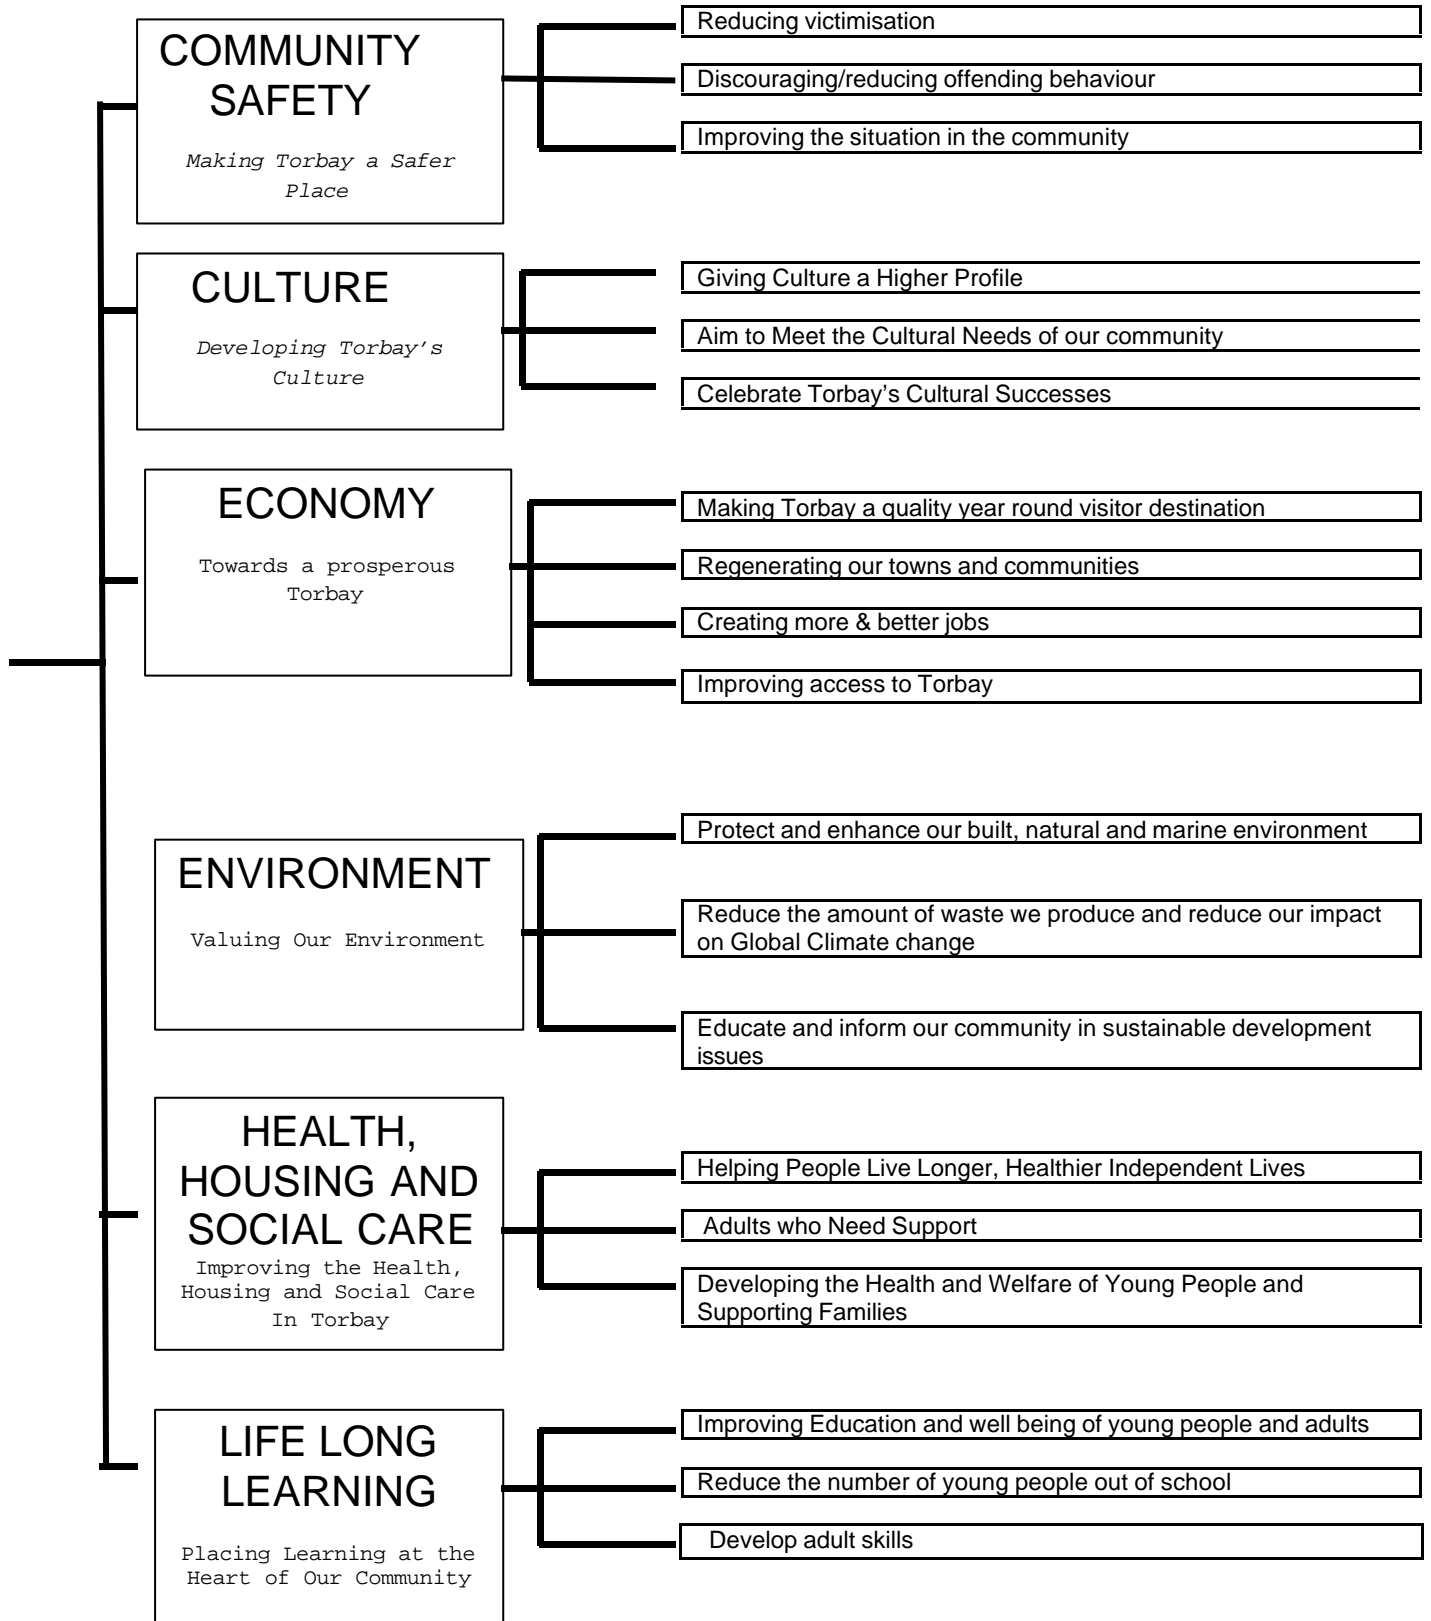 COMMUNITY
SAFETY
Making Torbay a Safer
Place
Reducing victimisation
Discouraging/reducing offending behaviour
Improving the situation in the community
CULTURE
Developing Torbay’s
Culture
Giving Culture a Higher Profile
Aim to Meet the Cultural Needs of our community
Celebrate Torbay’s Cultural Successes
ECONOMY
Towards a prosperous
Torbay
Making Torbay a quality year round visitor destination
Regenerating our towns and communities
Creating more & better jobs
Improving access to Torbay
ENVIRONMENT
Valuing Our Environment
Protect and enhance our built, natural and marine environment
Reduce the amount of waste we produce and reduce our impact
on Global Climate change
Educate and inform our community in sustainable development
issues
HEALTH,
HOUSING AND
SOCIAL CARE
Improving the Health,
Housing and Social Care
In Torbay
Helping People Live Longer, Healthier Independent Lives
Adults who Need Support
Developing the Health and Welfare of Young People and
Supporting Families
LIFE LONG
LEARNING
Placing Learning at the
Heart of Our Community
Improving Education and well being of young people and adults
Reduce the number of young people out of school
Develop adult skills